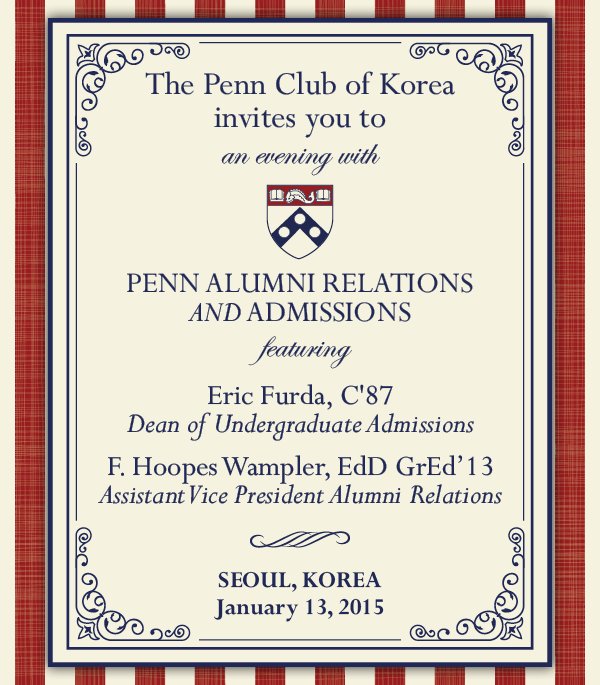 The Penn Club of Korea
invites you to
an evening with
PENN ALUMNI RELATIONS
AND ADMISSIONS
featuring
Eric Furda, C'87
Dean of Undergraduate Admissions
F. Hoopes Wampler, EdD GrEd’13
Assistant Vice President Alumni Relations
SEOUL, KOREA
January 13, 2015